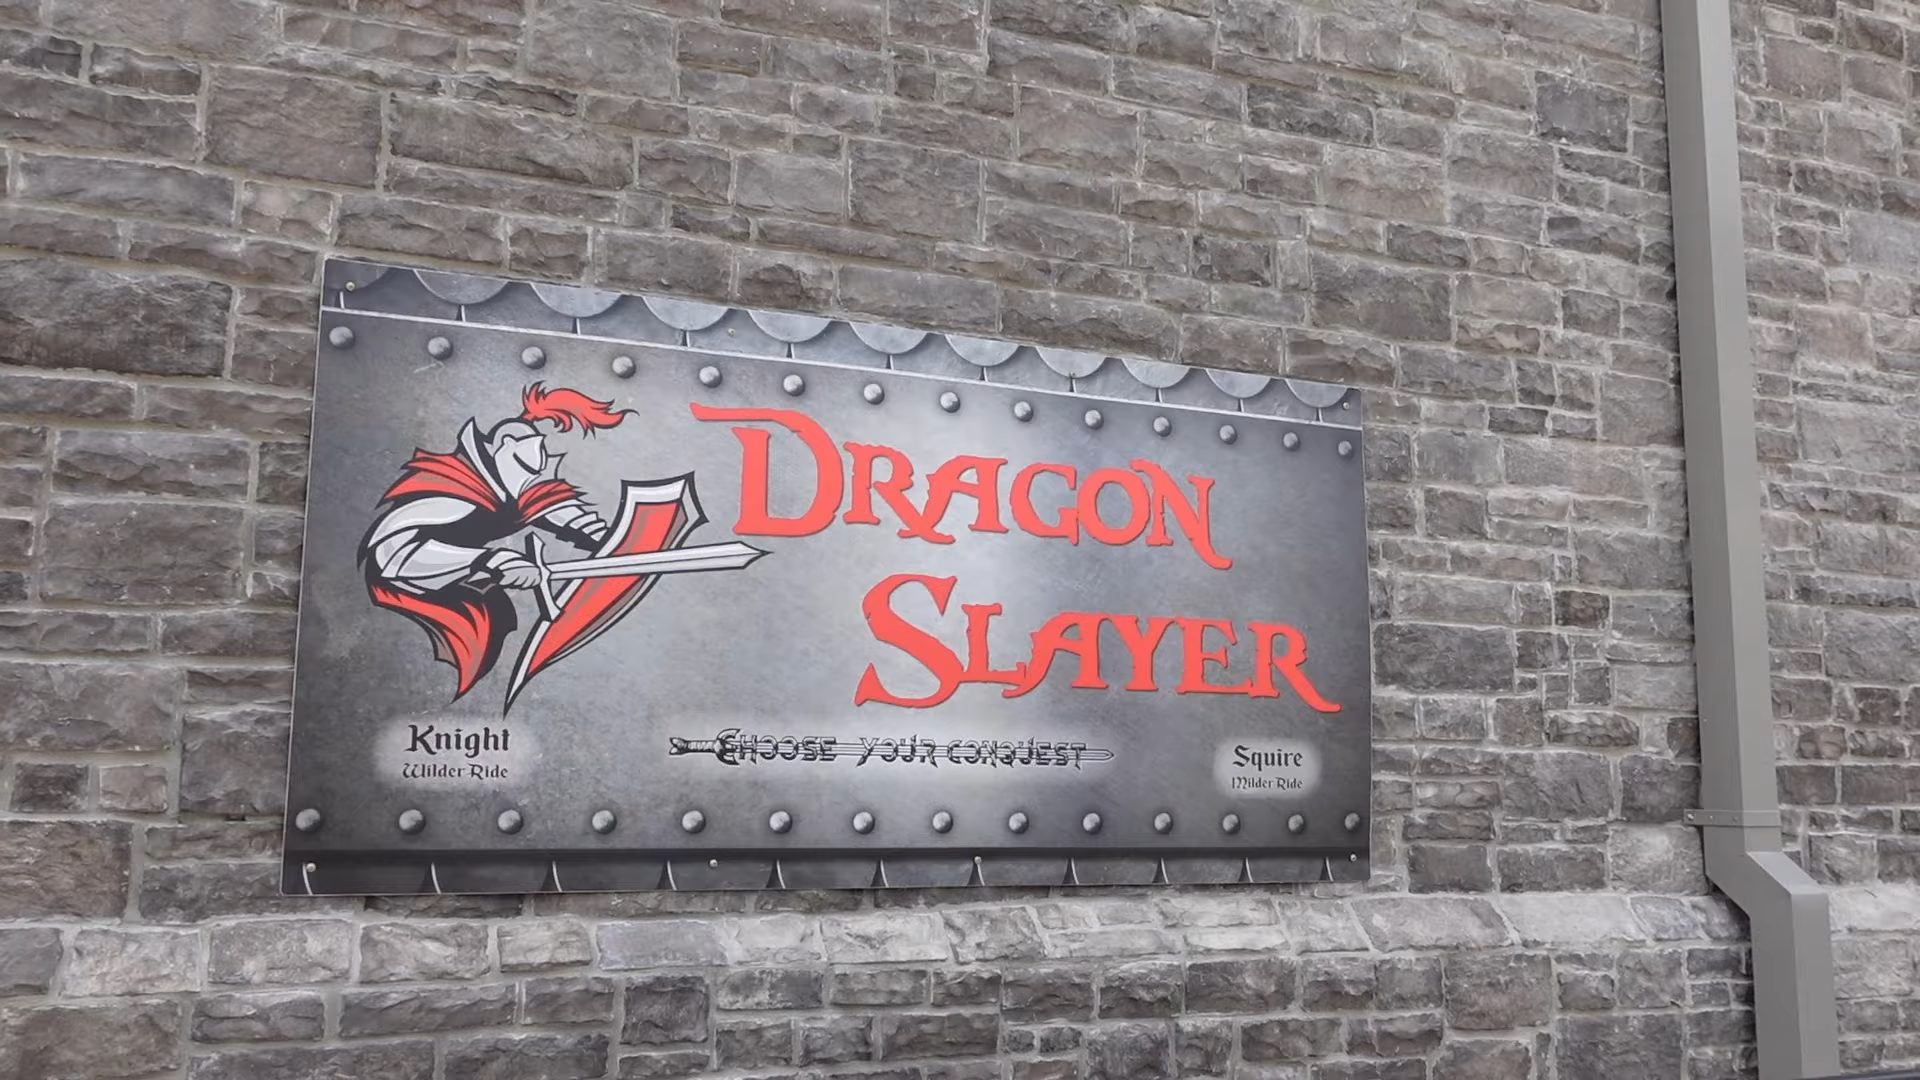 DRAGON
SLAYER
Knight
Wilder Ride
CHOOSE YOUR CONQUEST
Squire
Milder Ride